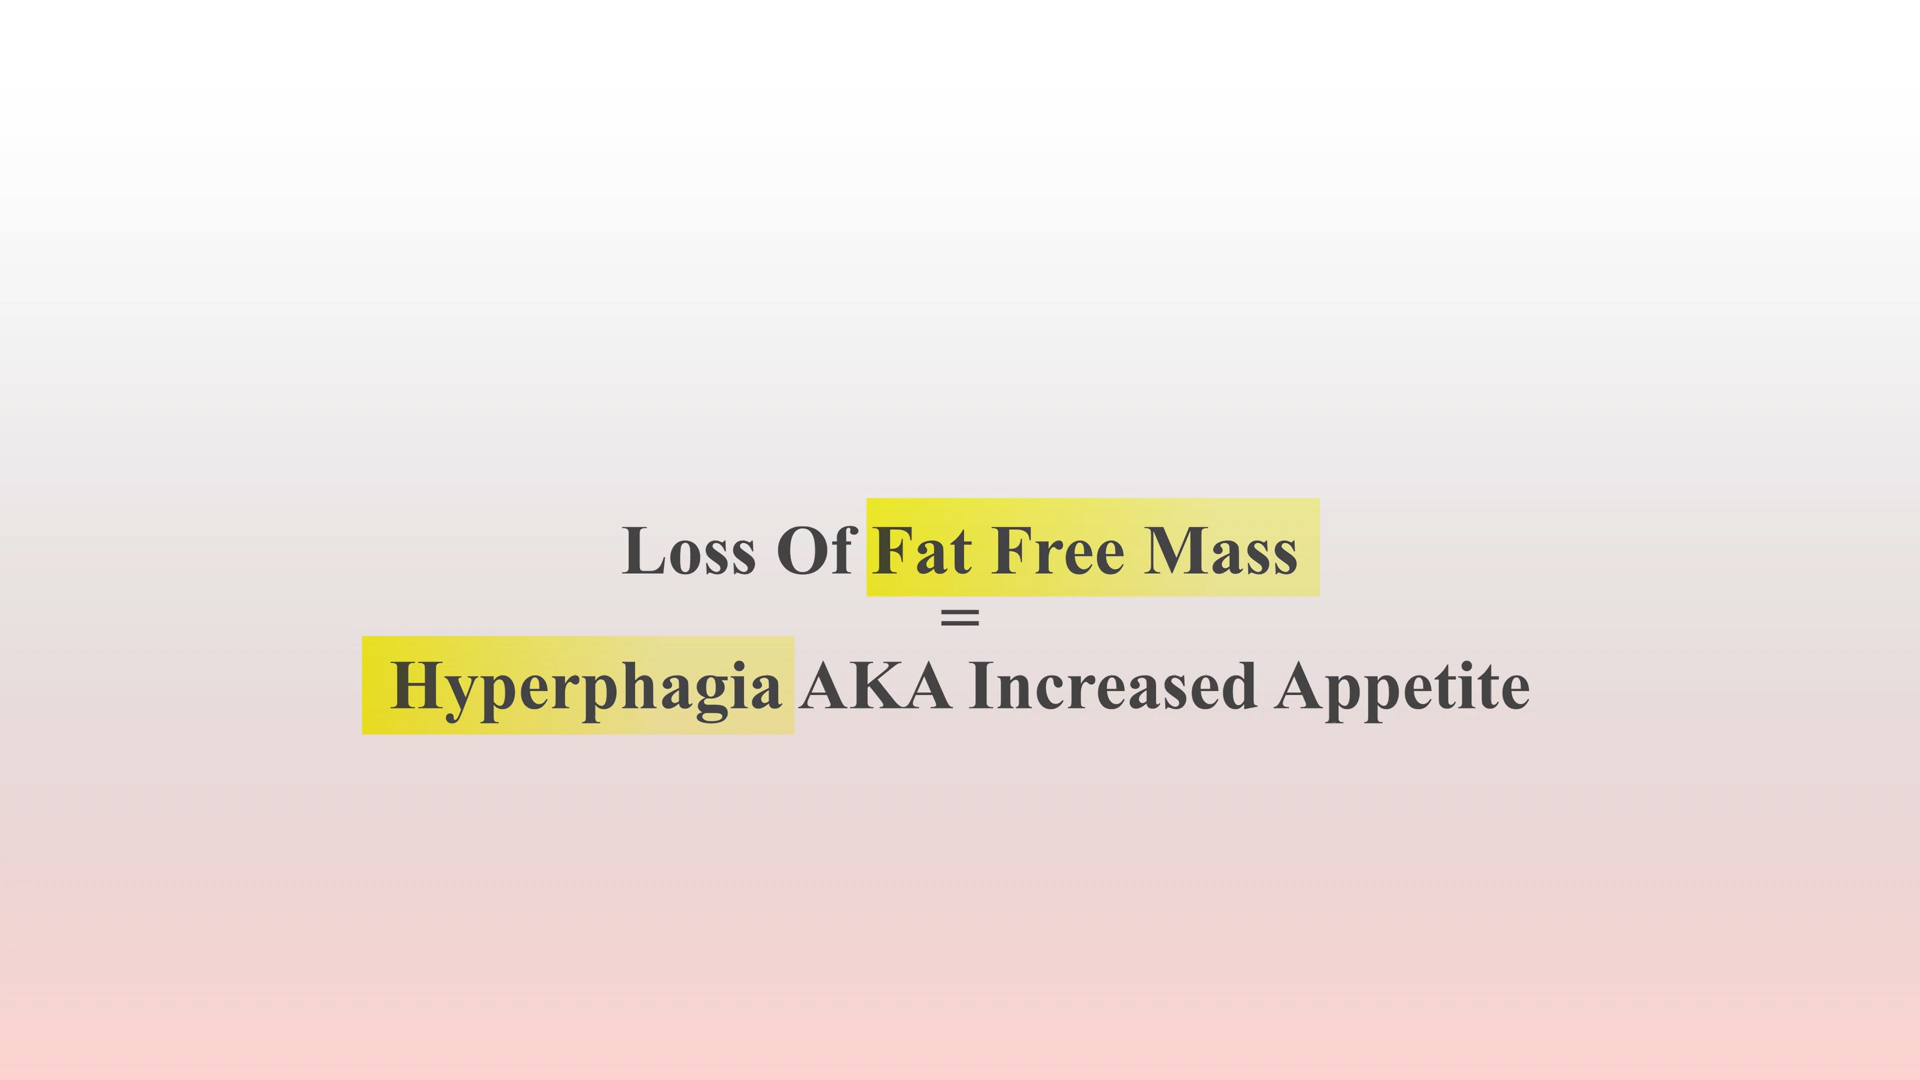 Loss Of Fat Free Mass
=
Hyperphagia AKA Increased Appetite